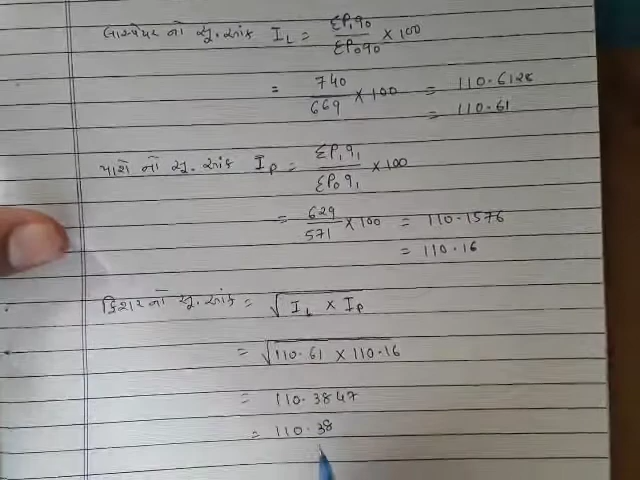 લાસ્પેયર નો સૂ. આંક I_L = ΣP₁q₀ / ΣP₀q₀ × 100
= 740 / 669 × 100 = 110.6128
= 110.61
પાશે નો સૂ. આંક I_P = ΣP₁q₁ / ΣP₀q₁ × 100
= 629 / 571 × 100 = 110.1576
= 110.16
ફિશર નો સૂ. આંક = √I_L × I_P
= √110.61 × 110.16
= 110.3847
= 110.38